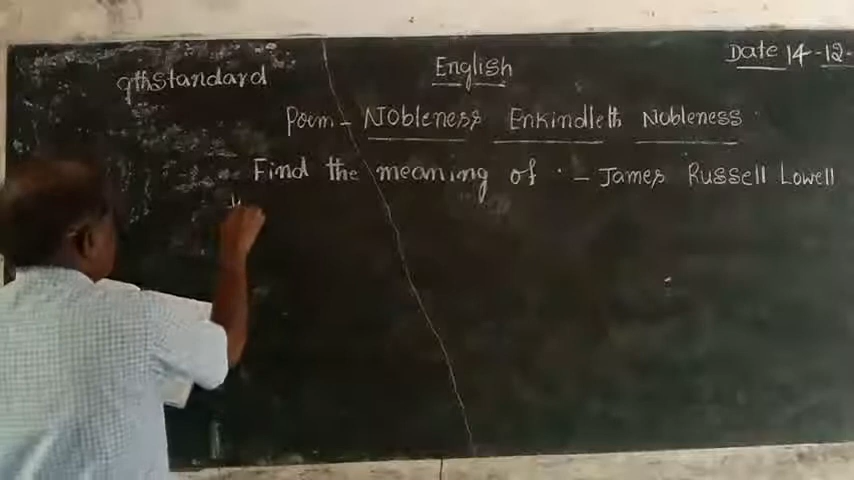 English
Date 14-12-
9thstandard
Poem - Nobleness Enkindleth Nobleness
Find the meaning of - James Russell Lowell